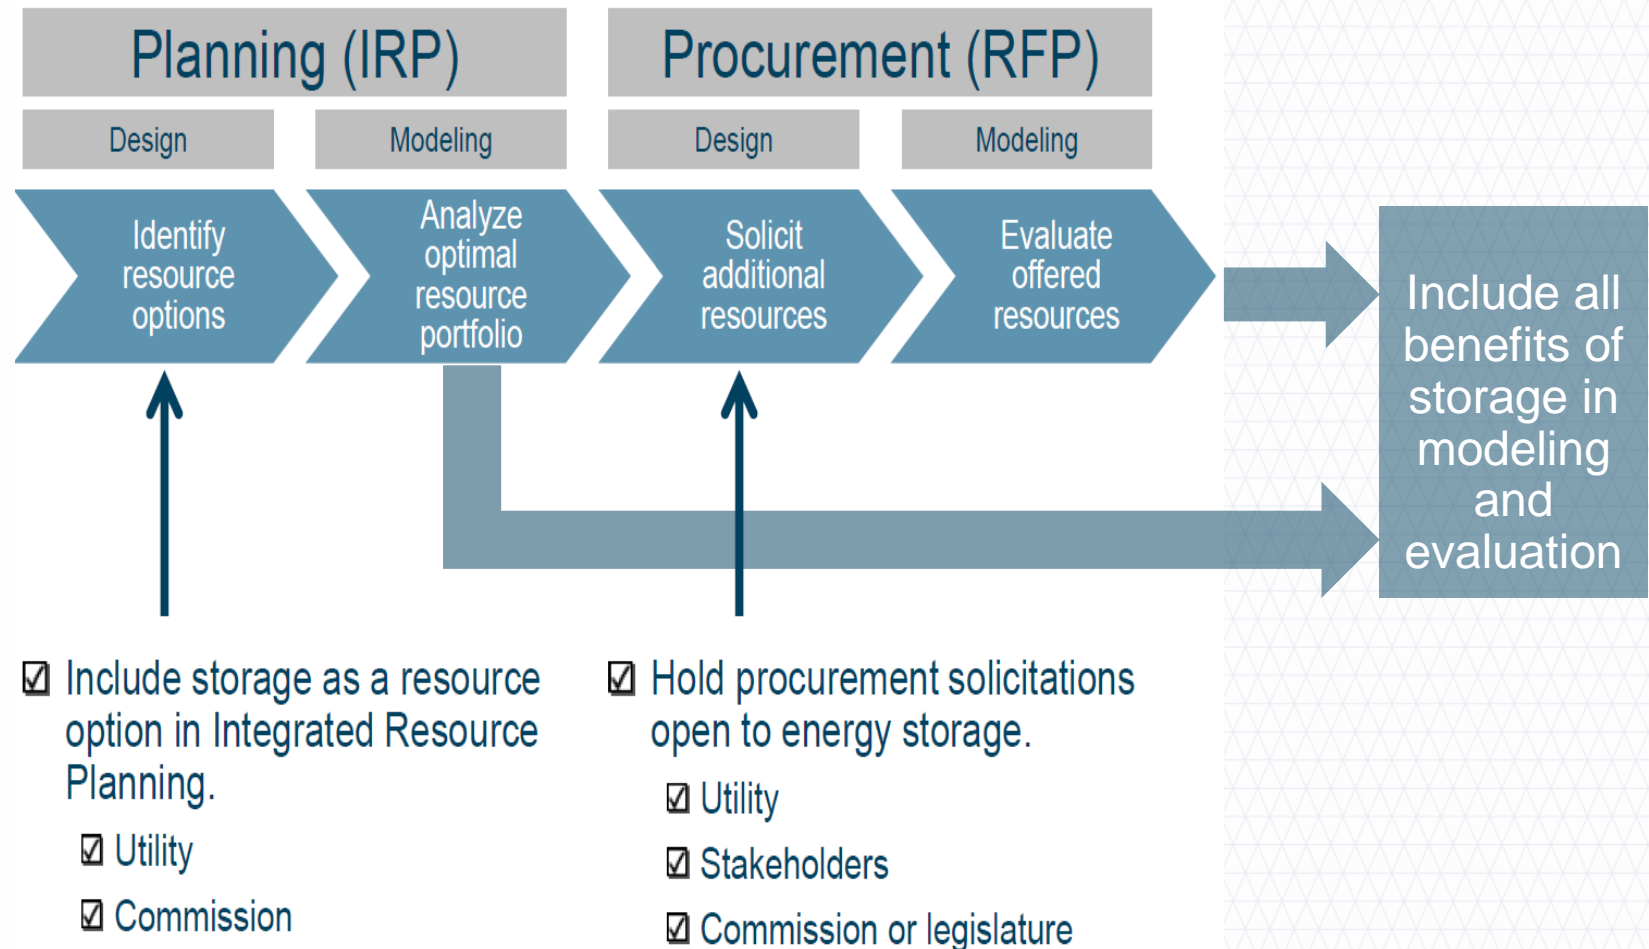 Planning (IRP)
Procurement (RFP)
Design
Modeling
Design
Modeling
Identify
resource
options
Analyze
optimal
resource
portfolio
Solicit
additional
resources
Evaluate
offered
resources
Include all
benefits of
storage in
modeling
and
evaluation
☑ Include storage as a resource
option in Integrated Resource
Planning.
☑ Utility
☑ Commission
☑ Hold procurement solicitations
open to energy storage.
☑ Utility
☑ Stakeholders
☑ Commission or legislature